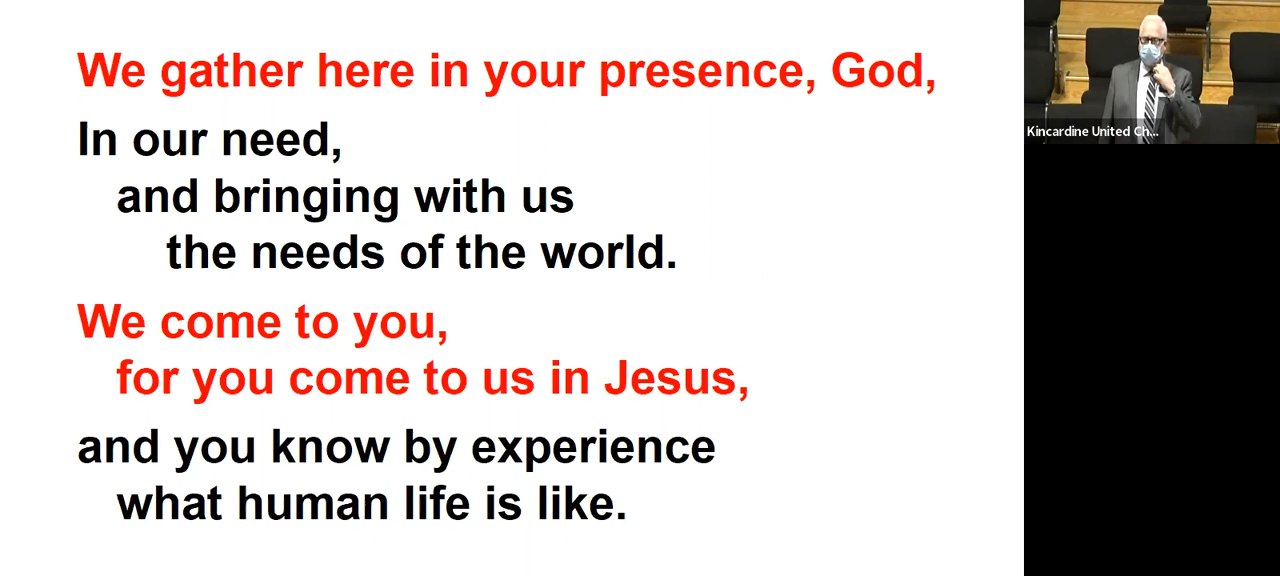 We gather here in your presence, God,
In our need,
and bringing with us
the needs of the world.
We come to you,
for you come to us in Jesus,
and you know by experience
what human life is like.
Kincardine United Ch...